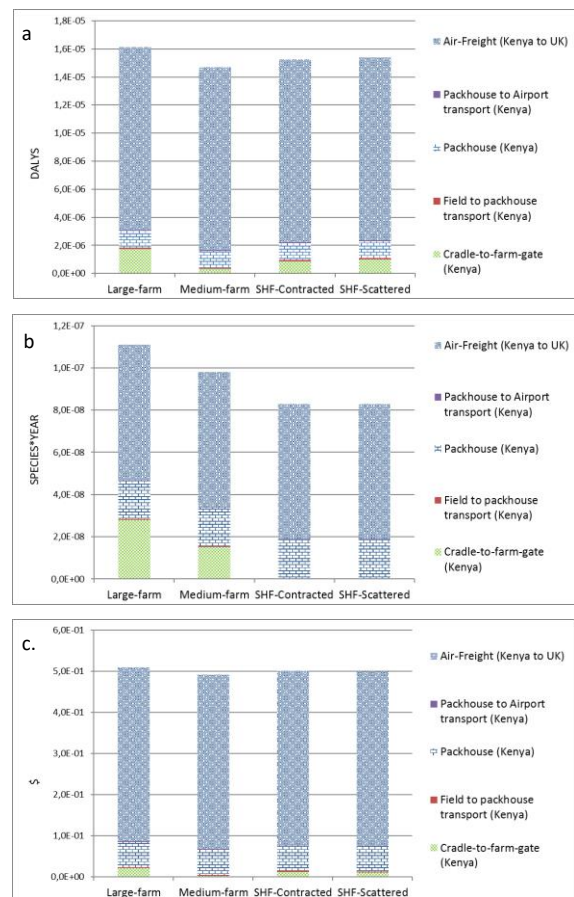 a
1,8E-05
1,6E-05
1,4E-05
1,2E-05
1,0E-05
8,0E-06
6,0E-06
4,0E-06
2,0E-06
0,0E+00
DALYS
Large-farm Medium-farm SHF-Contracted SHF-Scattered
Air-Freight (Kenya to UK)
Packhouse to Airport
transport (Kenya)
Packhouse (Kenya)
Field to packhouse
transport (Kenya)
Cradle-to-farm-gate
(Kenya)
b
1,2E-07
1,0E-07
8,0E-08
6,0E-08
4,0E-08
2,0E-08
0,0E+00
SPECIES*YEAR
Large-farm Medium-farm SHF-Contracted SHF-Scattered
Air-Freight (Kenya to UK)
Packhouse to Airport
transport (Kenya)
Packhouse (Kenya)
Field to packhouse
transport (Kenya)
Cradle-to-farm-gate
(Kenya)
c.
6,E-01
5,0E-01
4,0E-01
3,0E-01
2,0E-01
1,0E-01
0,0E+00
$
Large-farm Medium-farm SHF-Contracted SHF-Scattered
Air-Freight (Kenya to UK)
Packhouse to Airport
transport (Kenya)
Packhouse (Kenya)
Field to packhouse
transport (Kenya)
Cradle-to-farm-gate
(Kenya)